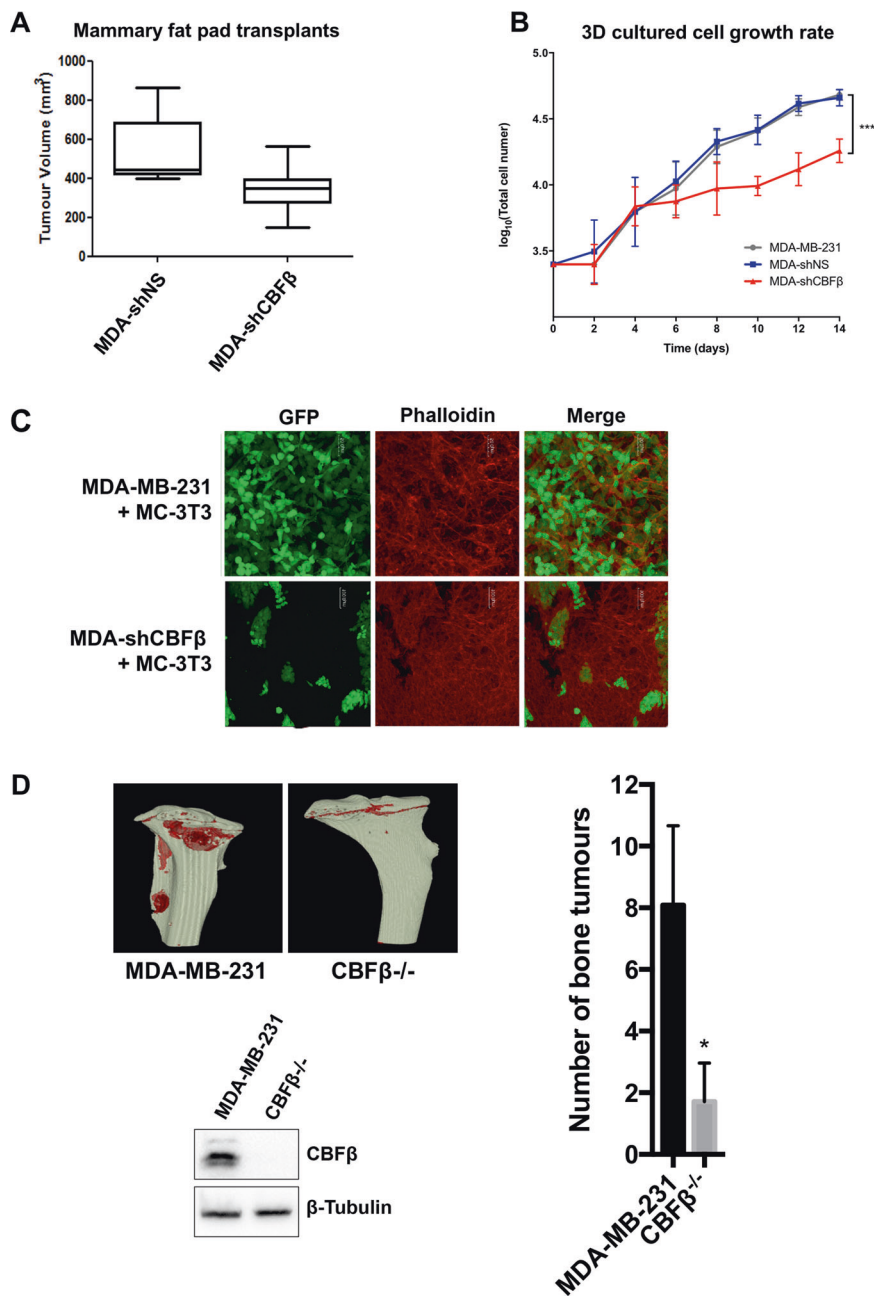 A
Mammary fat pad transplants
Tumour Volume (mm³)
1000
800
600
400
200
0
MDA-shNS
MDA-shCBFβ
B
3D cultured cell growth rate
log₁₀(Total cell numer)
5.0
4.5
4.0
3.5
***
MDA-MB-231
MDA-shNS
MDA-shCBFβ
0 2 4 6 8 10 12 14
Time (days)
C
GFP Phalloidin Merge
MDA-MB-231
+ MC-3T3
MDA-shCBFβ
+ MC-3T3
D
MDA-MB-231
CBFβ-/-
MDA-MB-231
CBFβ-/-
CBFβ
β-Tubulin
Number of bone tumours
12
10
8
6
4
2
0
*
MDA-MB-231
CBFβ-/-